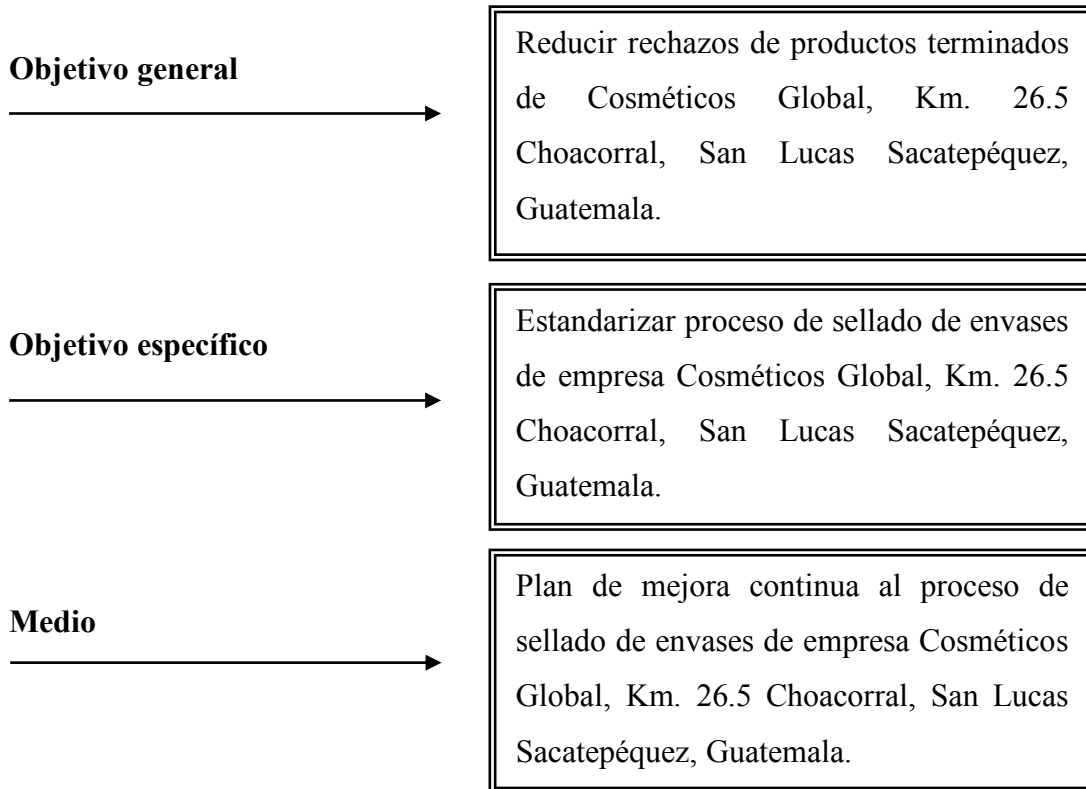 Objetivo general
Reducir rechazos de productos terminados
de Cosméticos Global, Km. 26.5
Choacorral, San Lucas Sacatepéquez,
Guatemala.
Objetivo específico
Estandarizar proceso de sellado de envases
de empresa Cosméticos Global, Km. 26.5
Choacorral, San Lucas Sacatepéquez,
Guatemala.
Medio
Plan de mejora continua al proceso de
sellado de envases de empresa Cosméticos
Global, Km. 26.5 Choacorral, San Lucas
Sacatepéquez, Guatemala.